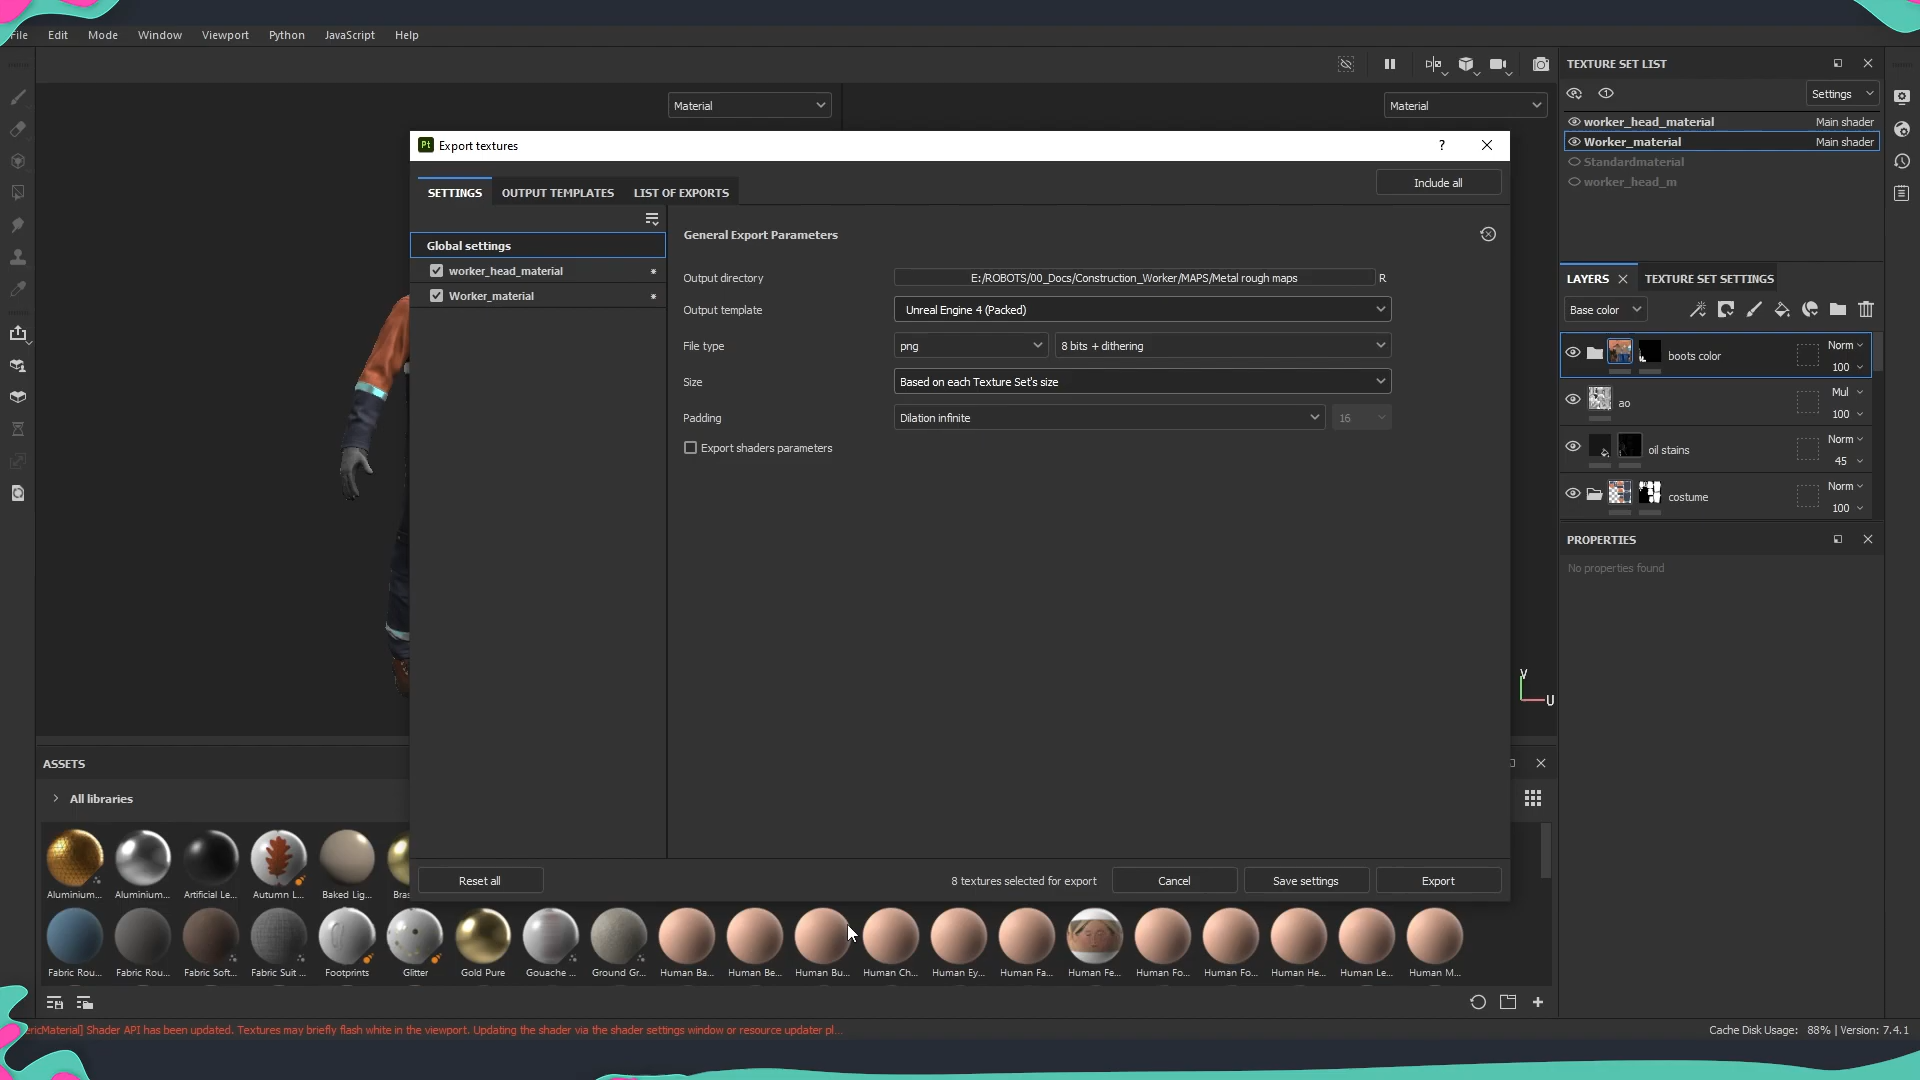 File Edit Mode Window Viewport Python JavaScript Help
Material
Material
TEXTURE SET LIST
Settings
worker_head_material Main shader
Worker_material Main shader
Standardmaterial
worker_head_m
Pt Export textures ?
SETTINGS OUTPUT TEMPLATES LIST OF EXPORTS
Include all
Global settings
worker_head_material *
Worker_material *
General Export Parameters
Output directory E:/ROBOTS/00_Docs/Construction_Worker/MAPS/Metal rough maps R
Output template Unreal Engine 4 (Packed)
File type png 8 bits + dithering
Size Based on each Texture Set's size
Padding Dilation infinite 16
Export shaders parameters
Reset all
8 textures selected for export
Cancel
Save settings
Export
LAYERS TEXTURE SET SETTINGS
Base color
boots color Norm 100
ao Mul 100
oil stains Norm 45
costume Norm 100
PROPERTIES
No properties found
V
U
ASSETS
All libraries
Aluminium... Aluminium... Artificial Le... Autumn L... Baked Lig...
Fabric Rou... Fabric Rou... Fabric Soft... Fabric Suit ... Footprints Glitter Gold Pure Gouache ... Ground Gr... Human Ba... Human Be... Human Bu... Human Ch... Human Ey... Human Fa... Human Fe... Human Fo... Human Fo... Human He... Human Le... Human M...
ericMaterial] Shader API has been updated. Textures may briefly flash white in the viewport. Updating the shader via the shader settings window or resource updater pl...
Cache Disk Usage: 88% | Version: 7.4.1